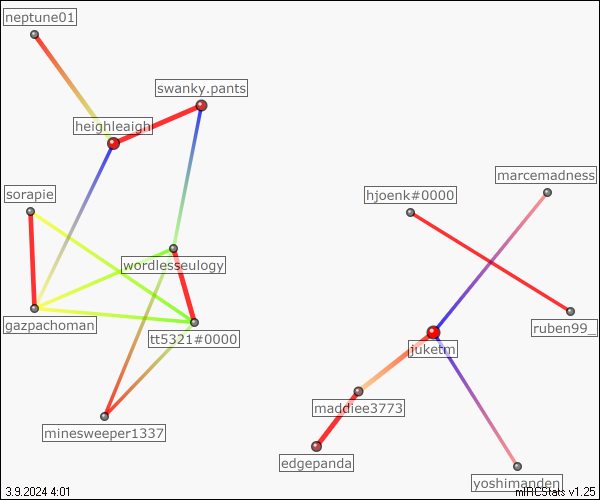 neptune01
swanky.pants
heighleaigh
marcemadness
sorapie
hjoenk#0000
wordlesseulogy
gazpachoman
ruben99_
tt5321#0000
juketm
maddiee3773
minesweeper1337
edgepanda
yoshimanden
3.9.2024 4:01
mIRCStats v1.25